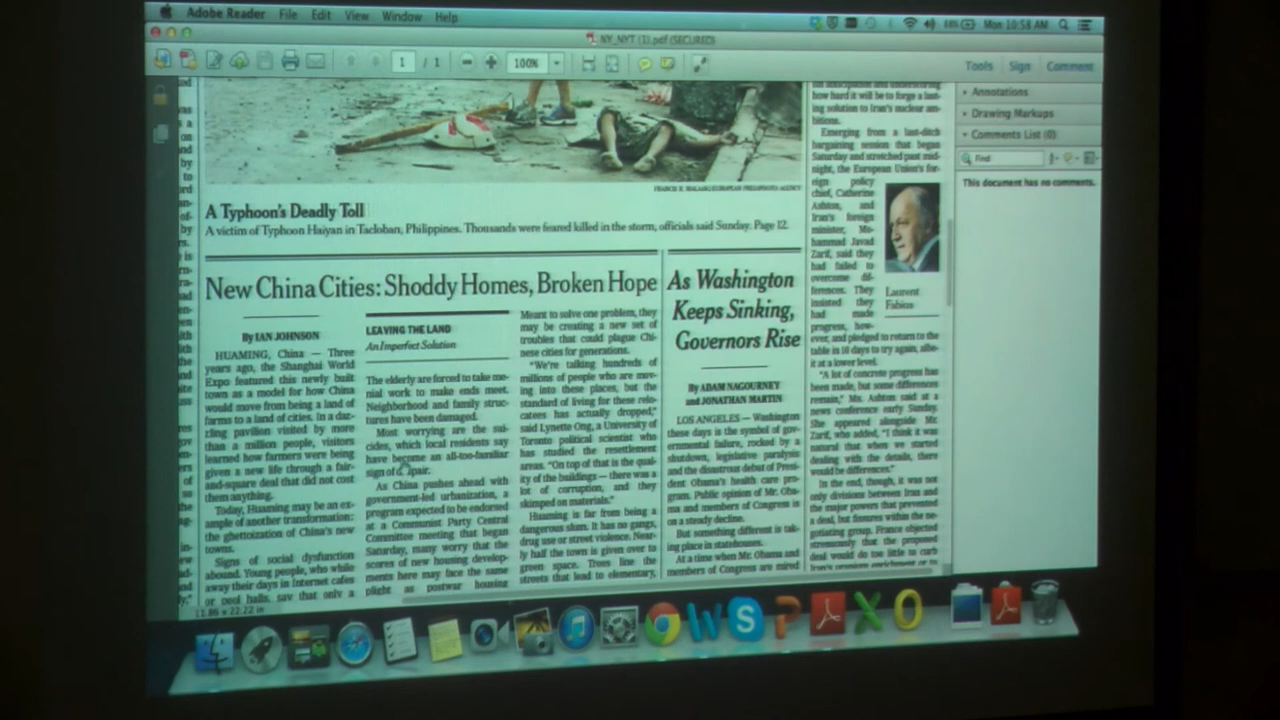 Adobe Reader File Edit View Window Help
Mon 10:58 AM
NY_NYT (1).pdf (SECURED)
1 / 1
100%
Tools Sign Comment
Annotations
Drawing Markups
Comments List (0)
Find
This document has no comments.
A Typhoon's Deadly Toll
A victim of Typhoon Haiyan in Tacloban, Philippines. Thousands were feared killed in the storm, officials said Sunday. Page 12.
New China Cities: Shoddy Homes, Broken Hope
By IAN JOHNSON
HUAMING, China — Three
years ago, the Shanghai World
Expo featured this newly built
town as a model for how China
would move from being a land of
farms to a land of cities. In a daz-
zling pavilion visited by more
than a million people, visitors
learned how farmers were being
given a new life through a fair-
and-square deal that did not cost
them anything.
Today, Huaming may be an ex-
ample of another transformation:
the ghettoization of China's new
towns.
Signs of social dysfunction
abound. Young people, who while
away their days in Internet cafes
or pool halls, say that only a
LEAVING THE LAND
An Imperfect Solution
The elderly are forced to take me-
nial work to make ends meet.
Neighborhood and family struc-
tures have been damaged.
Most worrying are the sui-
cides, which local residents say
have become an all-too-familiar
sign of
As China pushes ahead with
government-led urbanization, a
program expected to be endorsed
at a Communist Party Central
Committee meeting that began
Saturday, many worry that the
scores of new housing develop-
ments here may face the same
plight as postwar housing
Meant to solve one problem, they
may be creating a new set of
troubles that could plague Chi-
nese cities for generations.
"We're talking hundreds of
millions of people who are mov-
ing into these places, but the
standard of living for these relo-
catees has actually dropped,"
said Lynette Ong, a University of
Toronto political scientist who
has studied the resettlement
areas. "On top of that is the qual-
ity of the buildings — there was a
lot of corruption, and they
skimped on materials."
Huaming is far from being a
dangerous slum. It has no gangs,
drug use or street violence. Near-
ly half the town is given over to
green space. Trees line the
streets that lead to elementary,
As Washington
Keeps Sinking,
Governors Rise
By ADAM NAGOURNEY
and JONATHAN MARTIN
LOS ANGELES — Washington
these days is the symbol of gov-
ernmental failure, rocked by a
shutdown, legislative paralysis
and the disastrous debut of Presi-
dent Obama's health care pro-
gram. Public opinion of Mr. Oba-
ma and members of Congress is
on a steady decline.
But something different is tak-
ing place in statehouses.
At a time when Mr. Obama and
members of Congress are mired
how hard it will be to forge a last-
ing solution to Iran's nuclear am-
bitions.
Emerging from a last-ditch
bargaining session that began
Saturday and stretched past mid-
night, the European Union's for-
eign policy
chief, Catherine
Ashton, and
Iran's foreign
minister, Mo-
hammad Javad
Zarif, said they
had failed to
overcome dif-
ferences. They
insisted they
had made
progress, how-
ever, and pledged to return to the
table in 10 days to try again, albe-
it at a lower level.
"A lot of concrete progress has
been made, but some differences
remain," Ms. Ashton said at a
news conference early Sunday.
She appeared alongside Mr.
Zarif, who added, "I think it was
natural that when we started
dealing with the details, there
would be differences."
In the end, though, it was not
only divisions between Iran and
the major powers that prevented
a deal, but fissures within the ne-
gotiating group. France objected
strenuously that the proposed
deal would do too little to curb
Iran's uranium enrichment or to
Laurent
Fabius
11.86 x 22.22 in